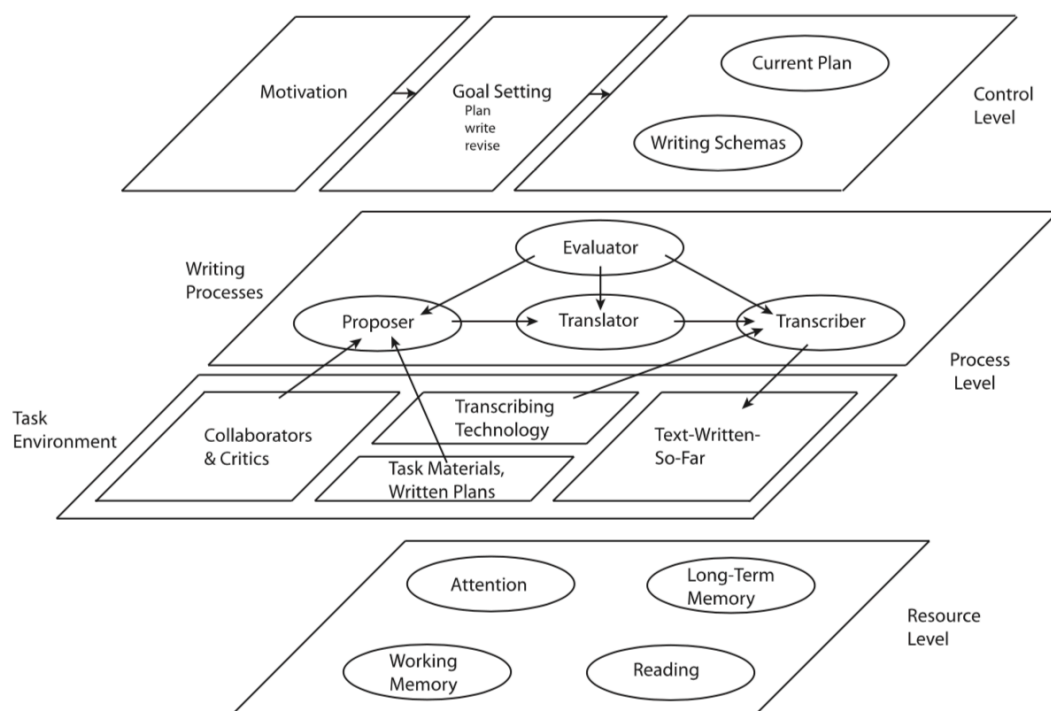 Motivation
Goal Setting
Plan
write
revise
Current Plan
Writing Schemas
Control
Level
Writing
Processes
Evaluator
Proposer
Translator
Transcriber
Process
Level
Task
Environment
Collaborators
& Critics
Transcribing
Technology
Task Materials,
Written Plans
Text-Written-
So-Far
Attention
Long-Term
Memory
Working
Memory
Reading
Resource
Level